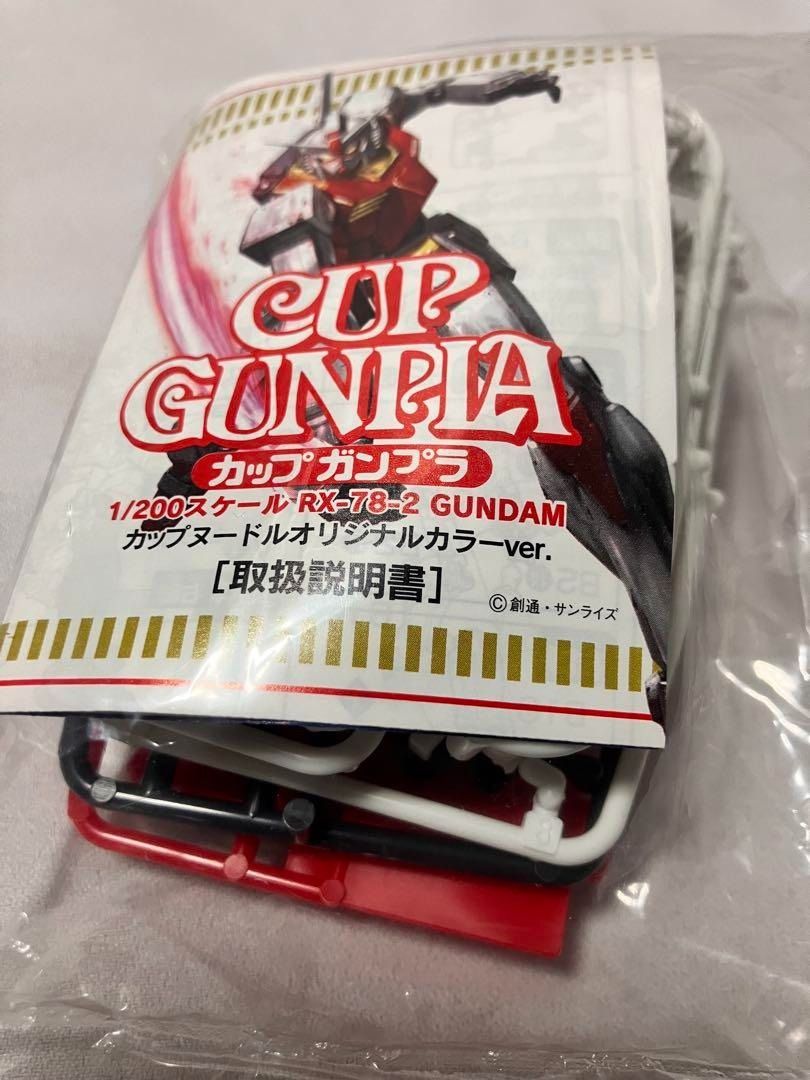 CUP
GUNPLA
カップガンプラ
1/200スケール RX-78-2 GUNDAM
カップヌードルオリジナルカラーver.
[取扱説明書]
©創通・サンライズ